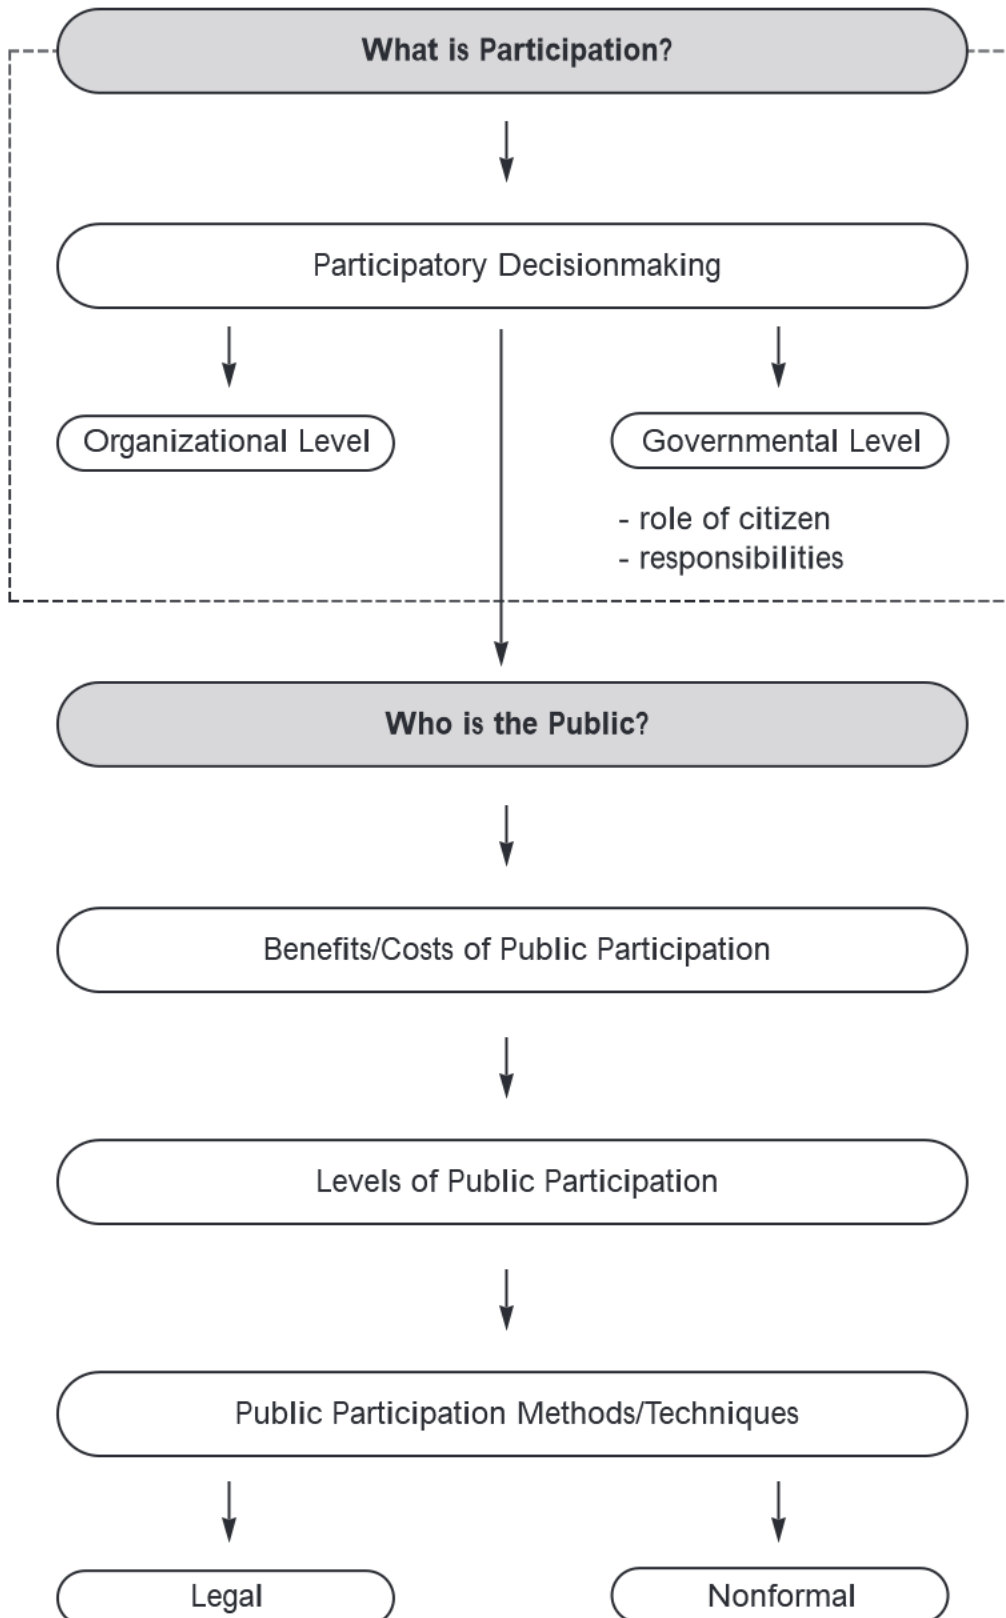 What is Participation?
Participatory Decisionmaking
Organizational Level
Governmental Level
- role of citizen
- responsibilities
Who is the Public?
Benefits/Costs of Public Participation
Levels of Public Participation
Public Participation Methods/Techniques
Legal
Nonformal